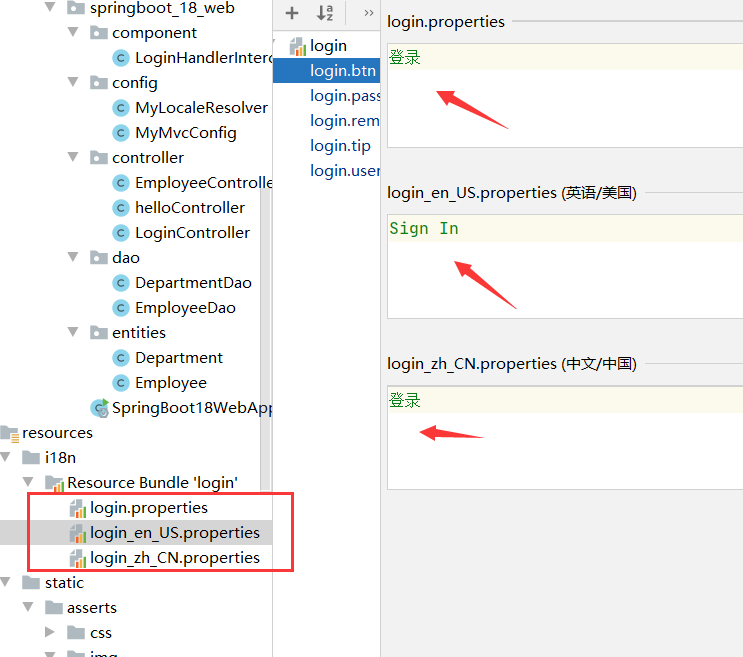 springboot_18_web
component
LoginHandlerInterc
config
MyLocaleResolver
MyMvcConfig
controller
EmployeeControlle
helloController
LoginController
dao
DepartmentDao
EmployeeDao
entities
Department
Employee
SpringBoot18WebApp
resources
i18n
Resource Bundle 'login'
login.properties
login_en_US.properties
login_zh_CN.properties
static
asserts
css
img
login
login.btn
login.pass
login.rem
login.tip
login.user
login.properties
登录
login_en_US.properties (英语/美国)
Sign In
login_zh_CN.properties (中文/中国)
登录